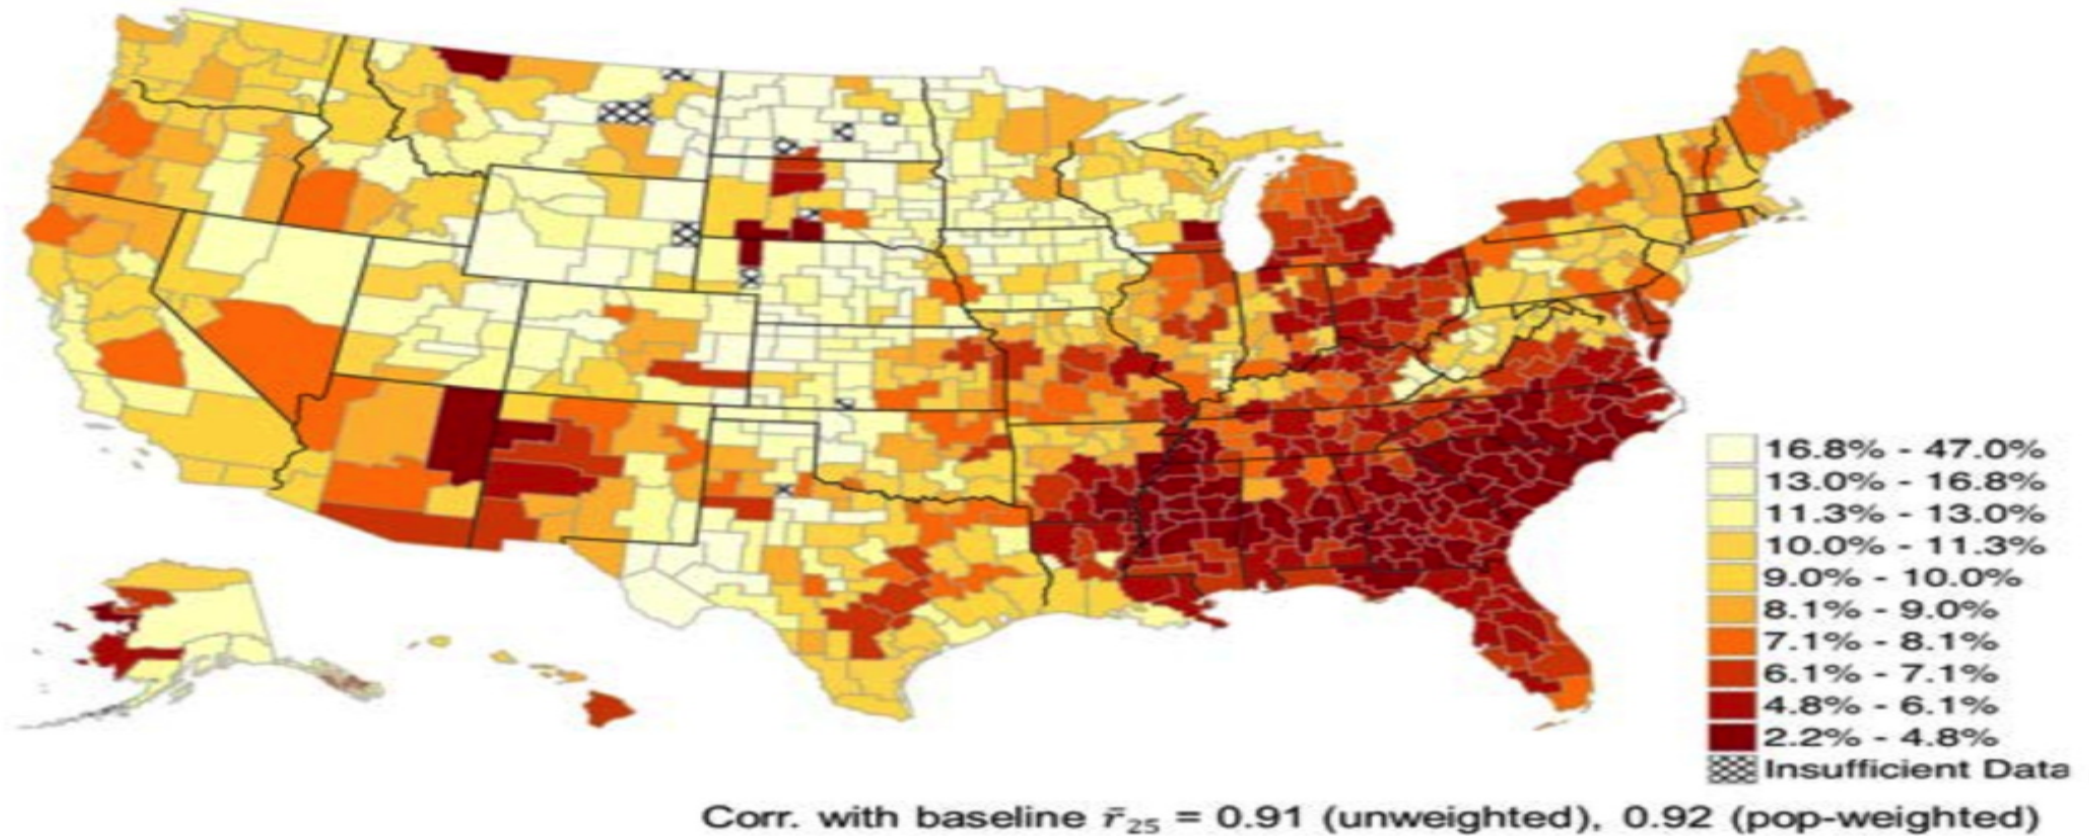 16.8% - 47.0%
13.0% - 16.8%
11.3% - 13.0%
10.0% - 11.3%
9.0% - 10.0%
8.1% - 9.0%
7.1% - 8.1%
6.1% - 7.1%
4.8% - 6.1%
2.2% - 4.8%
Insufficient Data
Corr. with baseline r̄₂₅ = 0.91 (unweighted), 0.92 (pop-weighted)